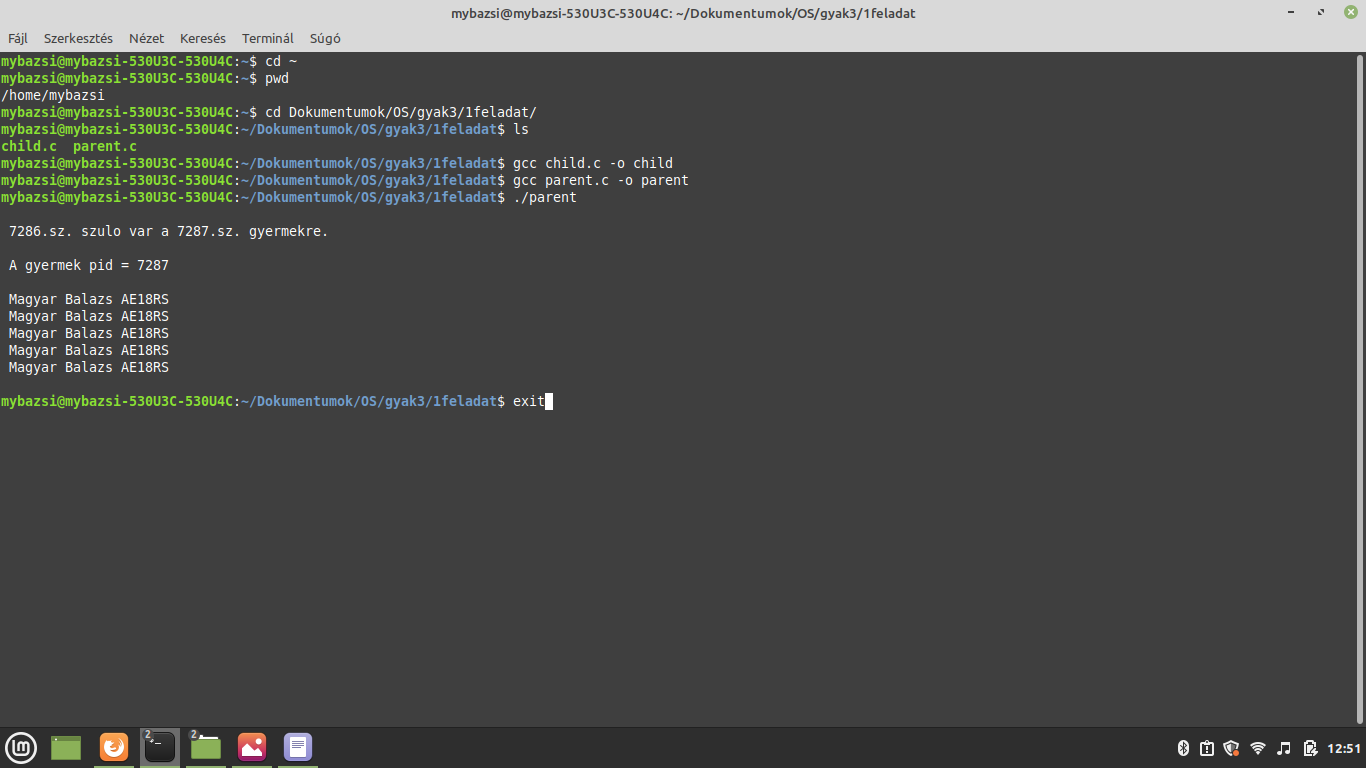 mybazsi@mybazsi-530U3C-530U4C: ~/Dokumentumok/OS/gyak3/1feladat
Fájl Szerkesztés Nézet Keresés Terminál Súgó
mybazsi@mybazsi-530U3C-530U4C:~$ cd ~
mybazsi@mybazsi-530U3C-530U4C:~$ pwd
/home/mybazsi
mybazsi@mybazsi-530U3C-530U4C:~$ cd Dokumentumok/OS/gyak3/1feladat/
mybazsi@mybazsi-530U3C-530U4C:~/Dokumentumok/OS/gyak3/1feladat$ ls
child.c  parent.c
mybazsi@mybazsi-530U3C-530U4C:~/Dokumentumok/OS/gyak3/1feladat$ gcc child.c -o child
mybazsi@mybazsi-530U3C-530U4C:~/Dokumentumok/OS/gyak3/1feladat$ gcc parent.c -o parent
mybazsi@mybazsi-530U3C-530U4C:~/Dokumentumok/OS/gyak3/1feladat$ ./parent
7286.sz. szulo var a 7287.sz. gyermekre.
A gyermek pid = 7287
Magyar Balazs AE18RS
Magyar Balazs AE18RS
Magyar Balazs AE18RS
Magyar Balazs AE18RS
Magyar Balazs AE18RS
mybazsi@mybazsi-530U3C-530U4C:~/Dokumentumok/OS/gyak3/1feladat$ exit
2 2 12:51